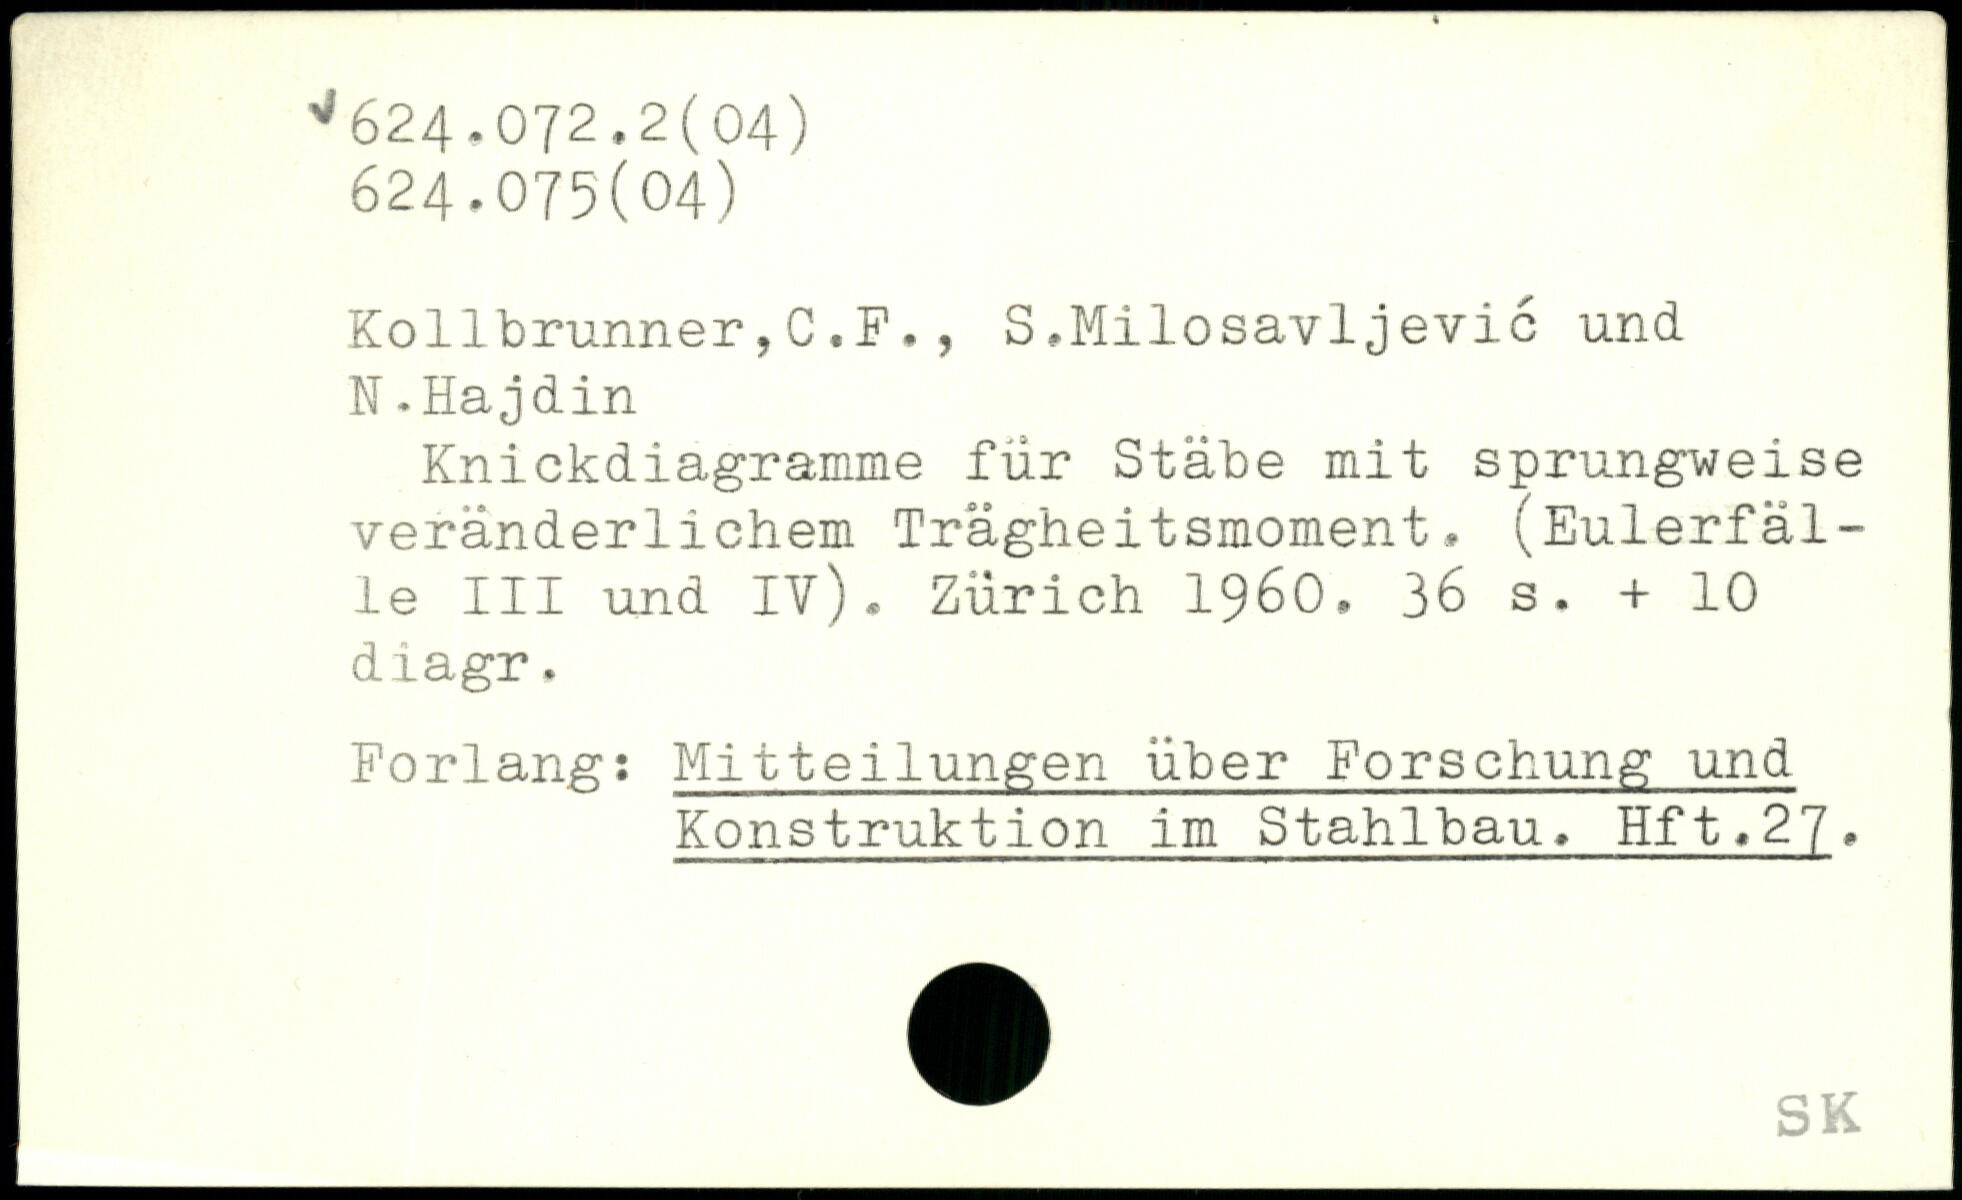 ✓624.072.2(04)
624.075(04)
Kollbrunner,C.F., S.Milosavljević und
N.Hajdin
Knickdiagramme für Stäbe mit sprungweise
veränderlichem Trägheitsmoment. (Eulerfäl-
le III und IV). Zürich 1960. 36 s. + 10
diagr.
Forlang: Mitteilungen über Forschung und
Konstruktion im Stahlbau. Hft.27.
SK